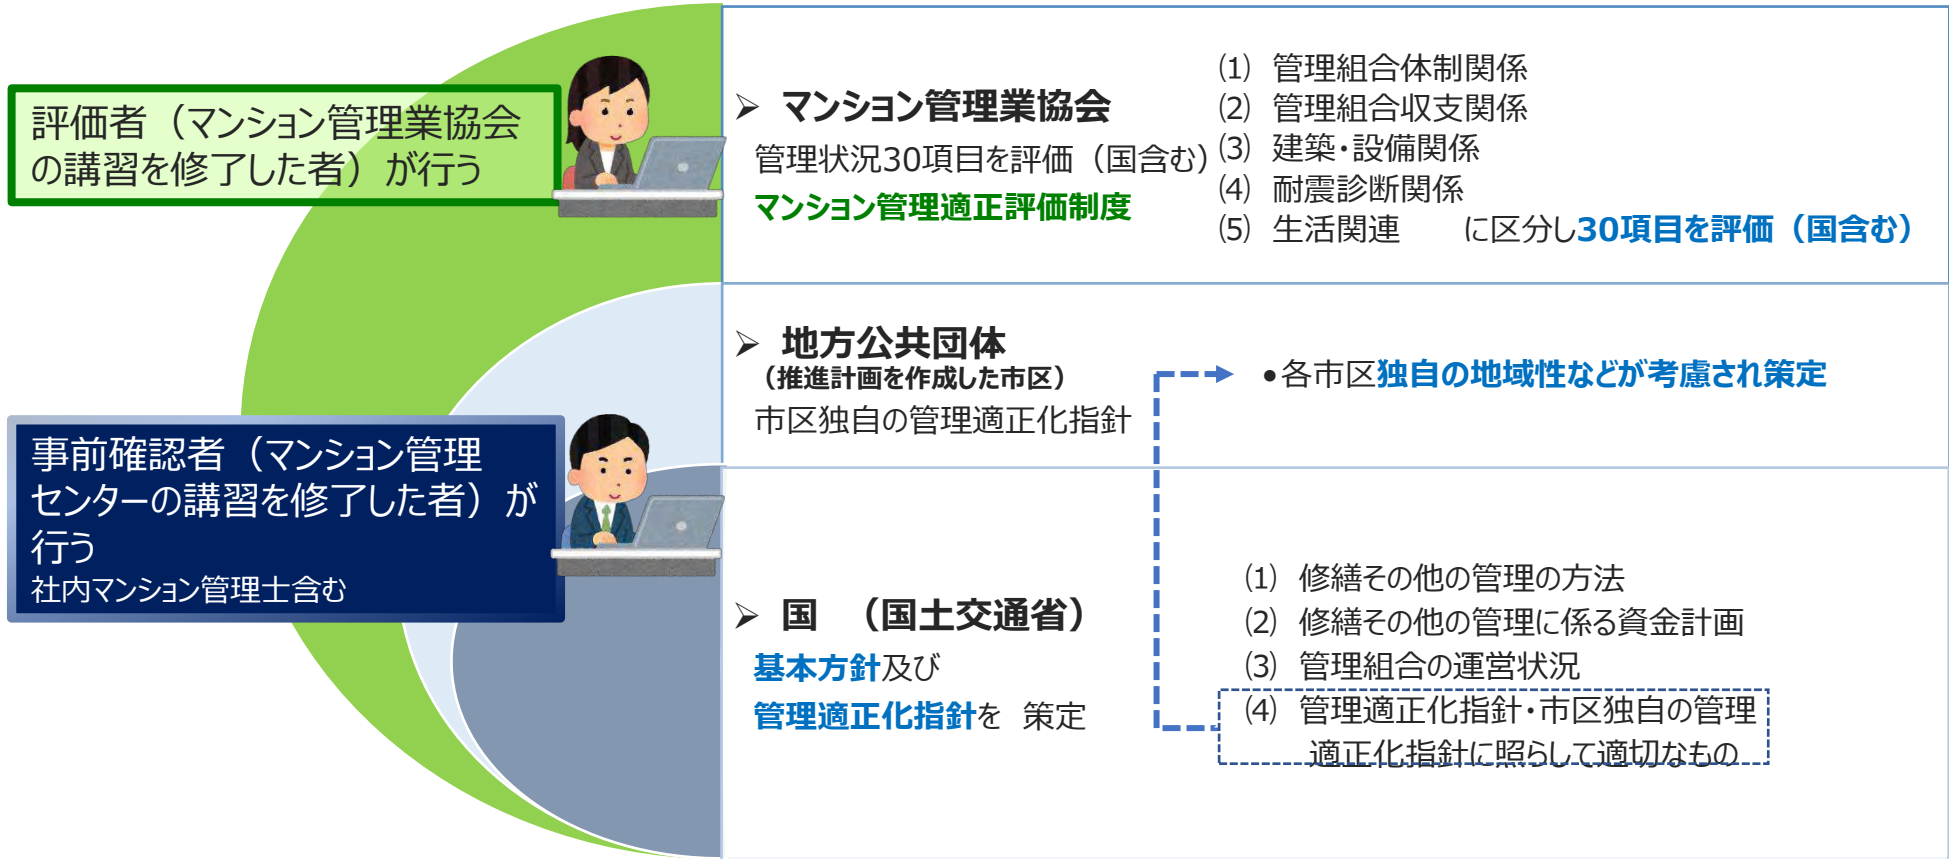 評価者（マンション管理業協会
の講習を修了した者）が行う
➢ マンション管理業協会
管理状況30項目を評価（国含む）
マンション管理適正評価制度
⑴ 管理組合体制関係
⑵ 管理組合収支関係
⑶ 建築・設備関係
⑷ 耐震診断関係
⑸ 生活関連　に区分し30項目を評価（国含む）
➢ 地方公共団体
（推進計画を作成した市区）
市区独自の管理適正化指針
●各市区独自の地域性などが考慮され策定
事前確認者（マンション管理
センターの講習を修了した者）が
行う
社内マンション管理士含む
➢ 国　（国土交通省）
基本方針及び
管理適正化指針を 策定
⑴ 修繕その他の管理の方法
⑵ 修繕その他の管理に係る資金計画
⑶ 管理組合の運営状況
⑷ 管理適正化指針・市区独自の管理
適正化指針に照らして適切なもの